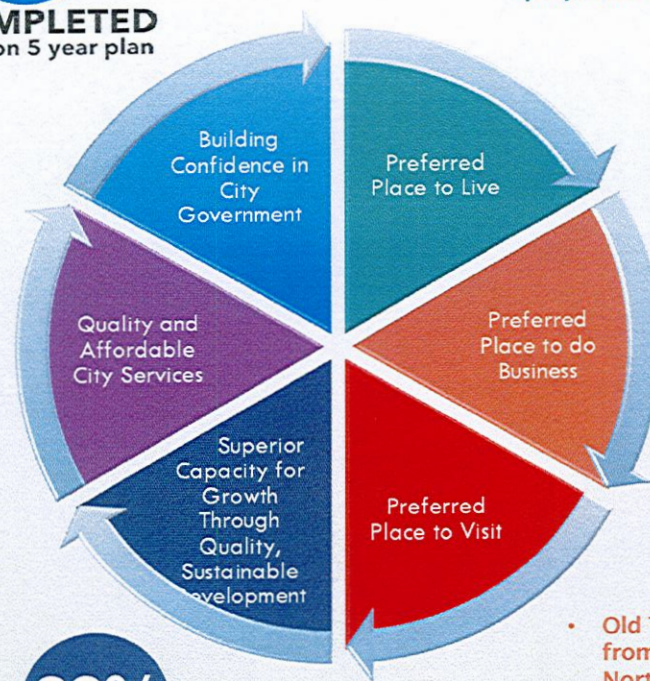 MPLETED
on 5 year plan
Building
Confidence in
City
Government
Preferred
Place to Live
Quality and
Affordable
City Services
Preferred
Place to do
Business
Superior
Capacity for
Growth
Through
Quality,
Sustainable
velopment
Preferred
Place to Visit
Old
from